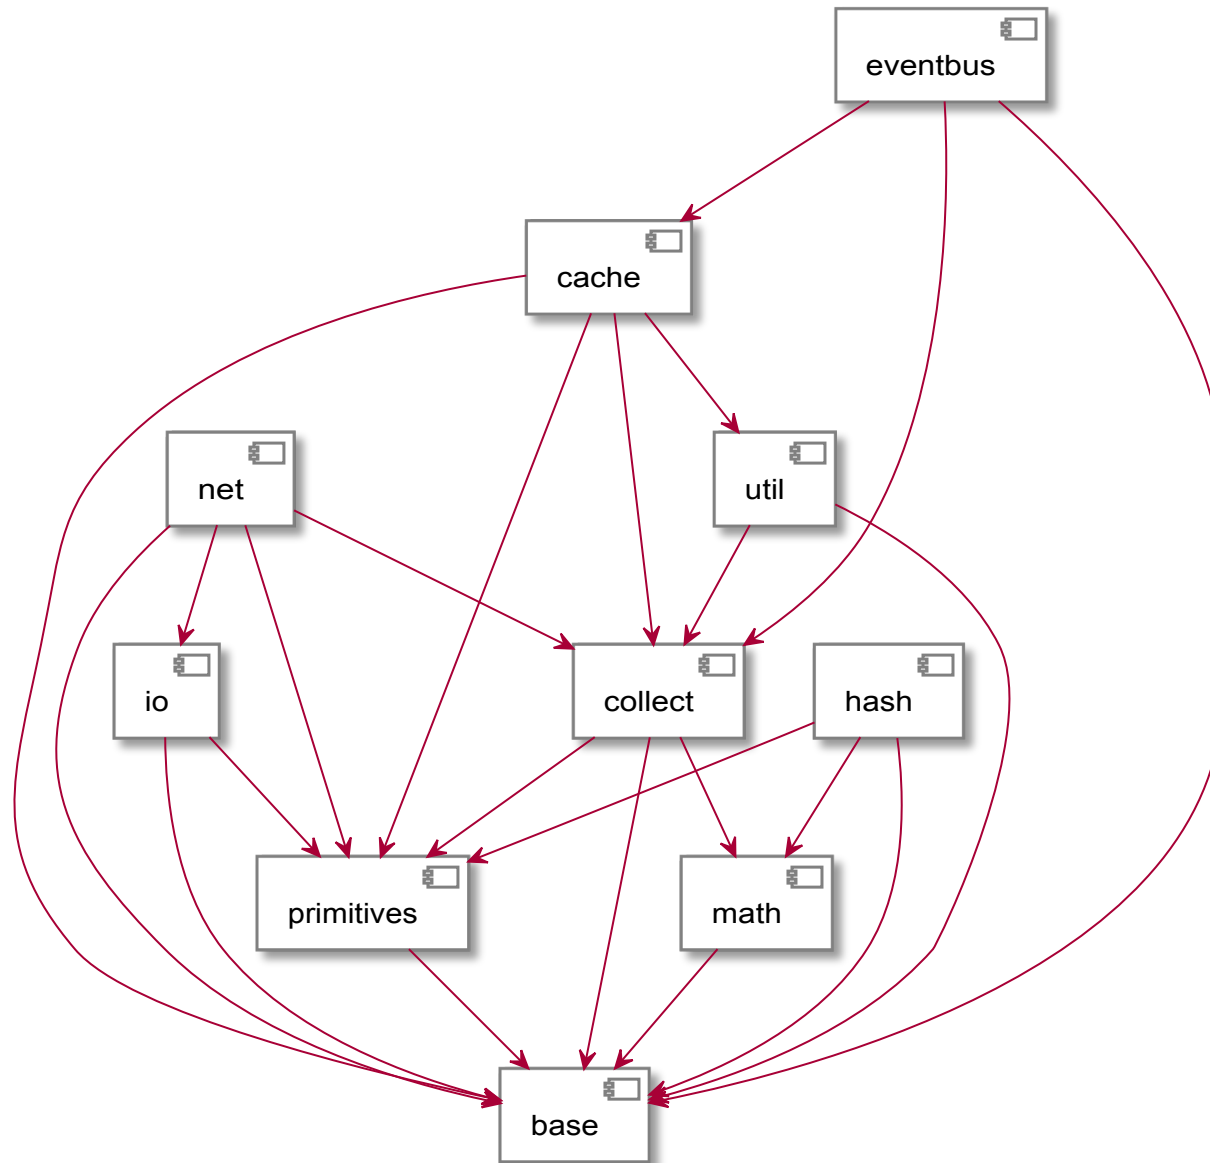 eventbus
cache
net
util
io
collect
hash
primitives
math
base